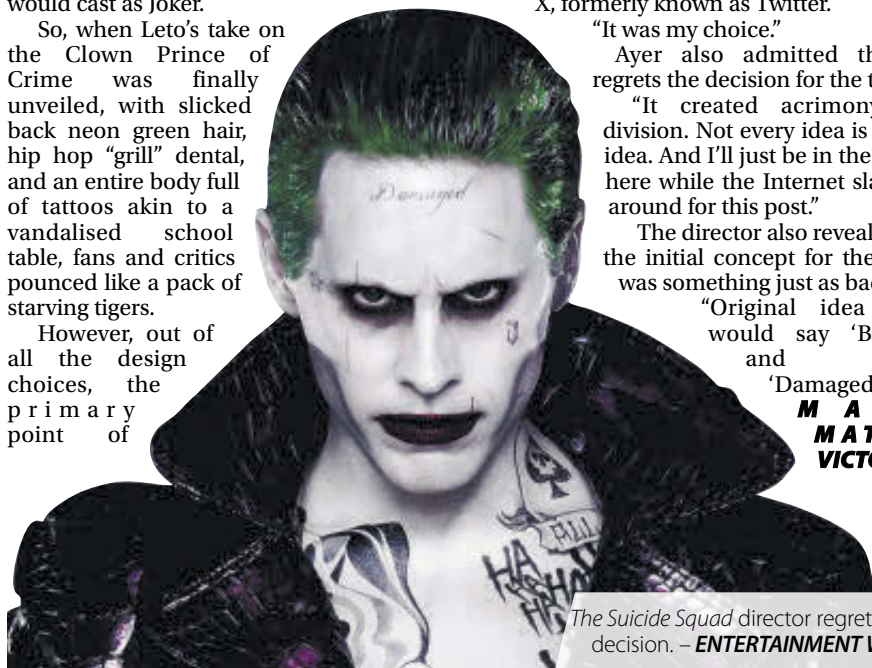 would cast as Joker.
So, when Leto's take on
the Clown Prince of
Crime was finally
unveiled, with slicked
back neon green hair,
hip hop "grill" dental,
and an entire body full
of tattoos akin to a
vandalised school
table, fans and critics
pounced like a pack of
starving tigers.
However, out of
all the design
choices, the
primary
point of
X, formerly known as Twitter.
"It was my choice."
Ayer also admitted th
regrets the decision for the t
"It created acrimony
division. Not every idea is
idea. And I'll just be in the
here while the Internet sla
around for this post."
The director also reveal
the initial concept for the
was something just as bad
"Original idea
would say 'B
and
'Damaged
M A
MAT
VICTO
Damaged
ALL
HA
The Suicide Squad director regret
decision. – ENTERTAINMENT V